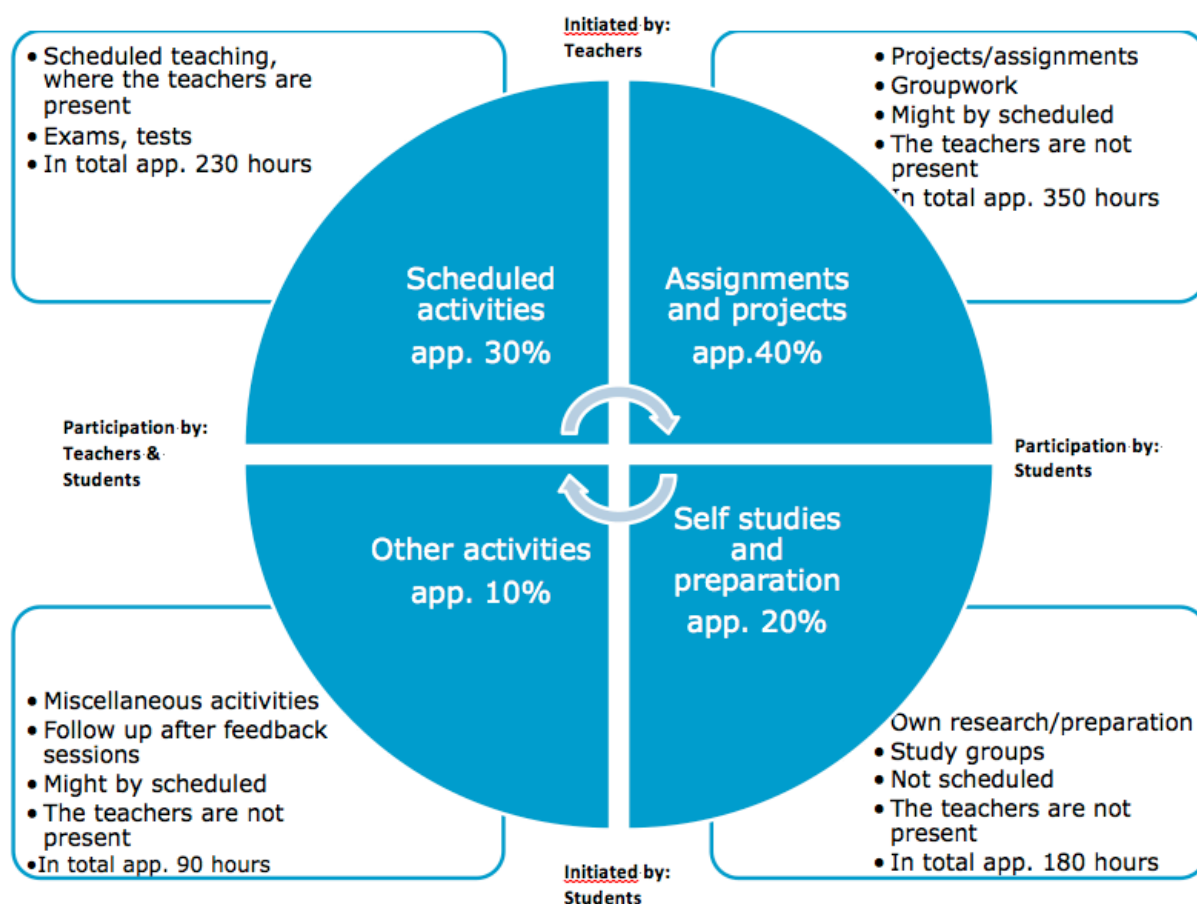 Initiated by:
Teachers
• Scheduled teaching,
where the teachers are
present
• Exams, tests
• In total app. 230 hours
• Projects/assignments
• Groupwork
• Might by scheduled
• The teachers are not
present
In total app. 350 hours
Scheduled
activities
app. 30%
Assignments
and projects
app.40%
Participation by:
Teachers &
Students
Participation by:
Students
Other activities
app. 10%
Self studies
and
preparation
app. 20%
• Miscellaneous acitivities
• Follow up after feedback
sessions
• Might by scheduled
• The teachers are not
present
•In total app. 90 hours
Own research/preparation
• Study groups
• Not scheduled
• The teachers are not
present
• In total app. 180 hours
Initiated by:
Students